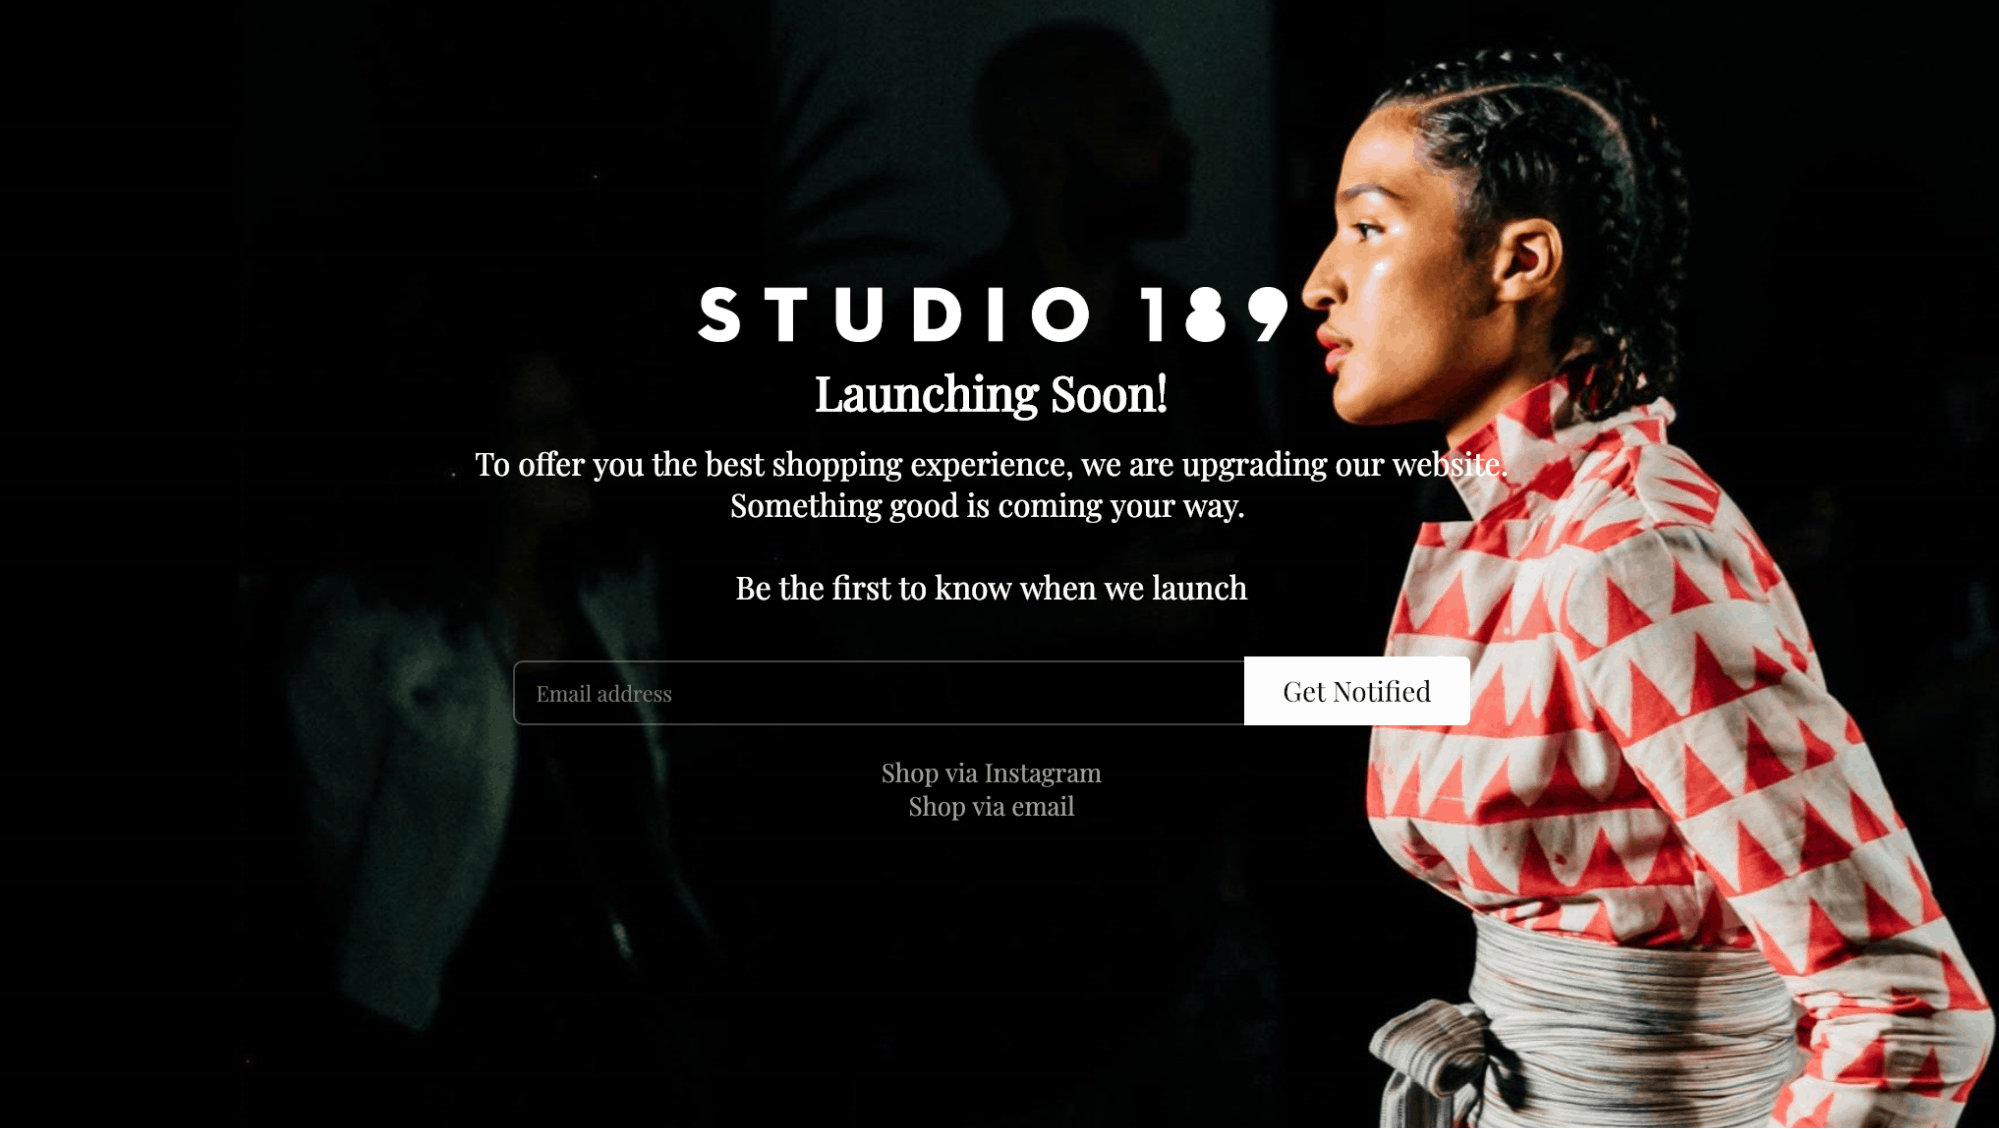 STUDIO 189
Launching Soon!
To offer you the best shopping experience, we are upgrading our website.
Something good is coming your way.
Be the first to know when we launch
Email address
Get Notified
Shop via Instagram
Shop via email